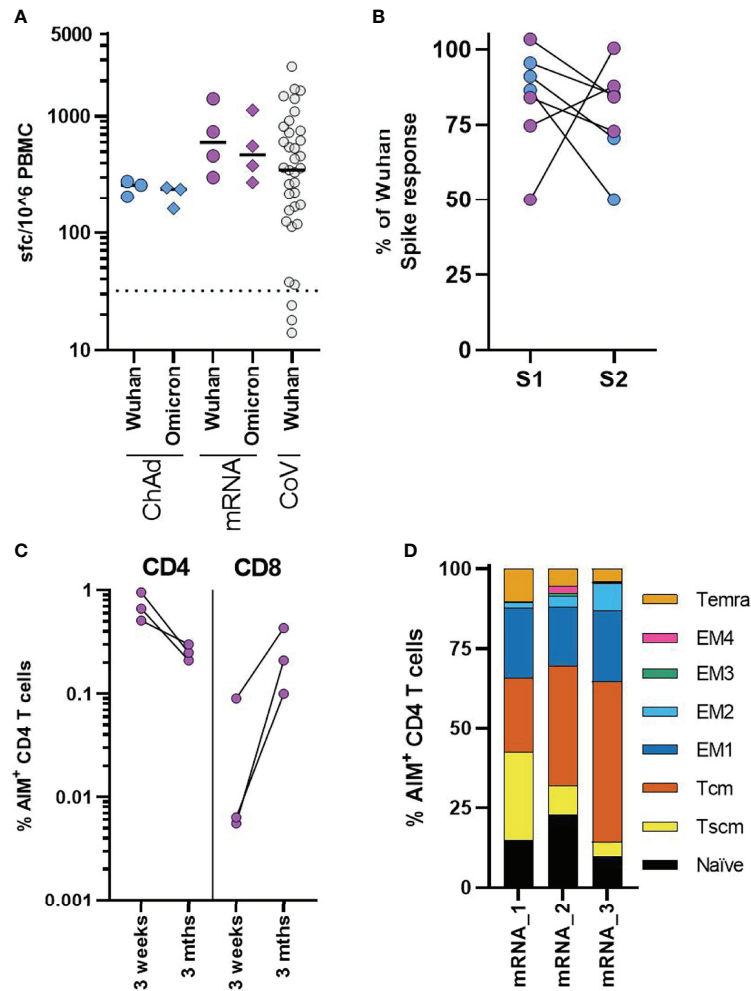 A
5000
1000
100
10
sfc/10^6 PBMC
Wuhan
Omicron
Wuhan
Omicron
Wuhan
ChAd
mRNA
CoV
B
100
75
50
25
0
% of Wuhan
Spike response
S1
S2
C
CD4
CD8
1
0.1
0.01
0.001
% AIM+ CD4 T cells
3 weeks
3 mths
3 weeks
3 mths
D
100
75
50
25
0
% AIM+ CD4 T cells
mRNA_1
mRNA_2
mRNA_3
Temra
EM4
EM3
EM2
EM1
Tcm
Tscm
Naïve